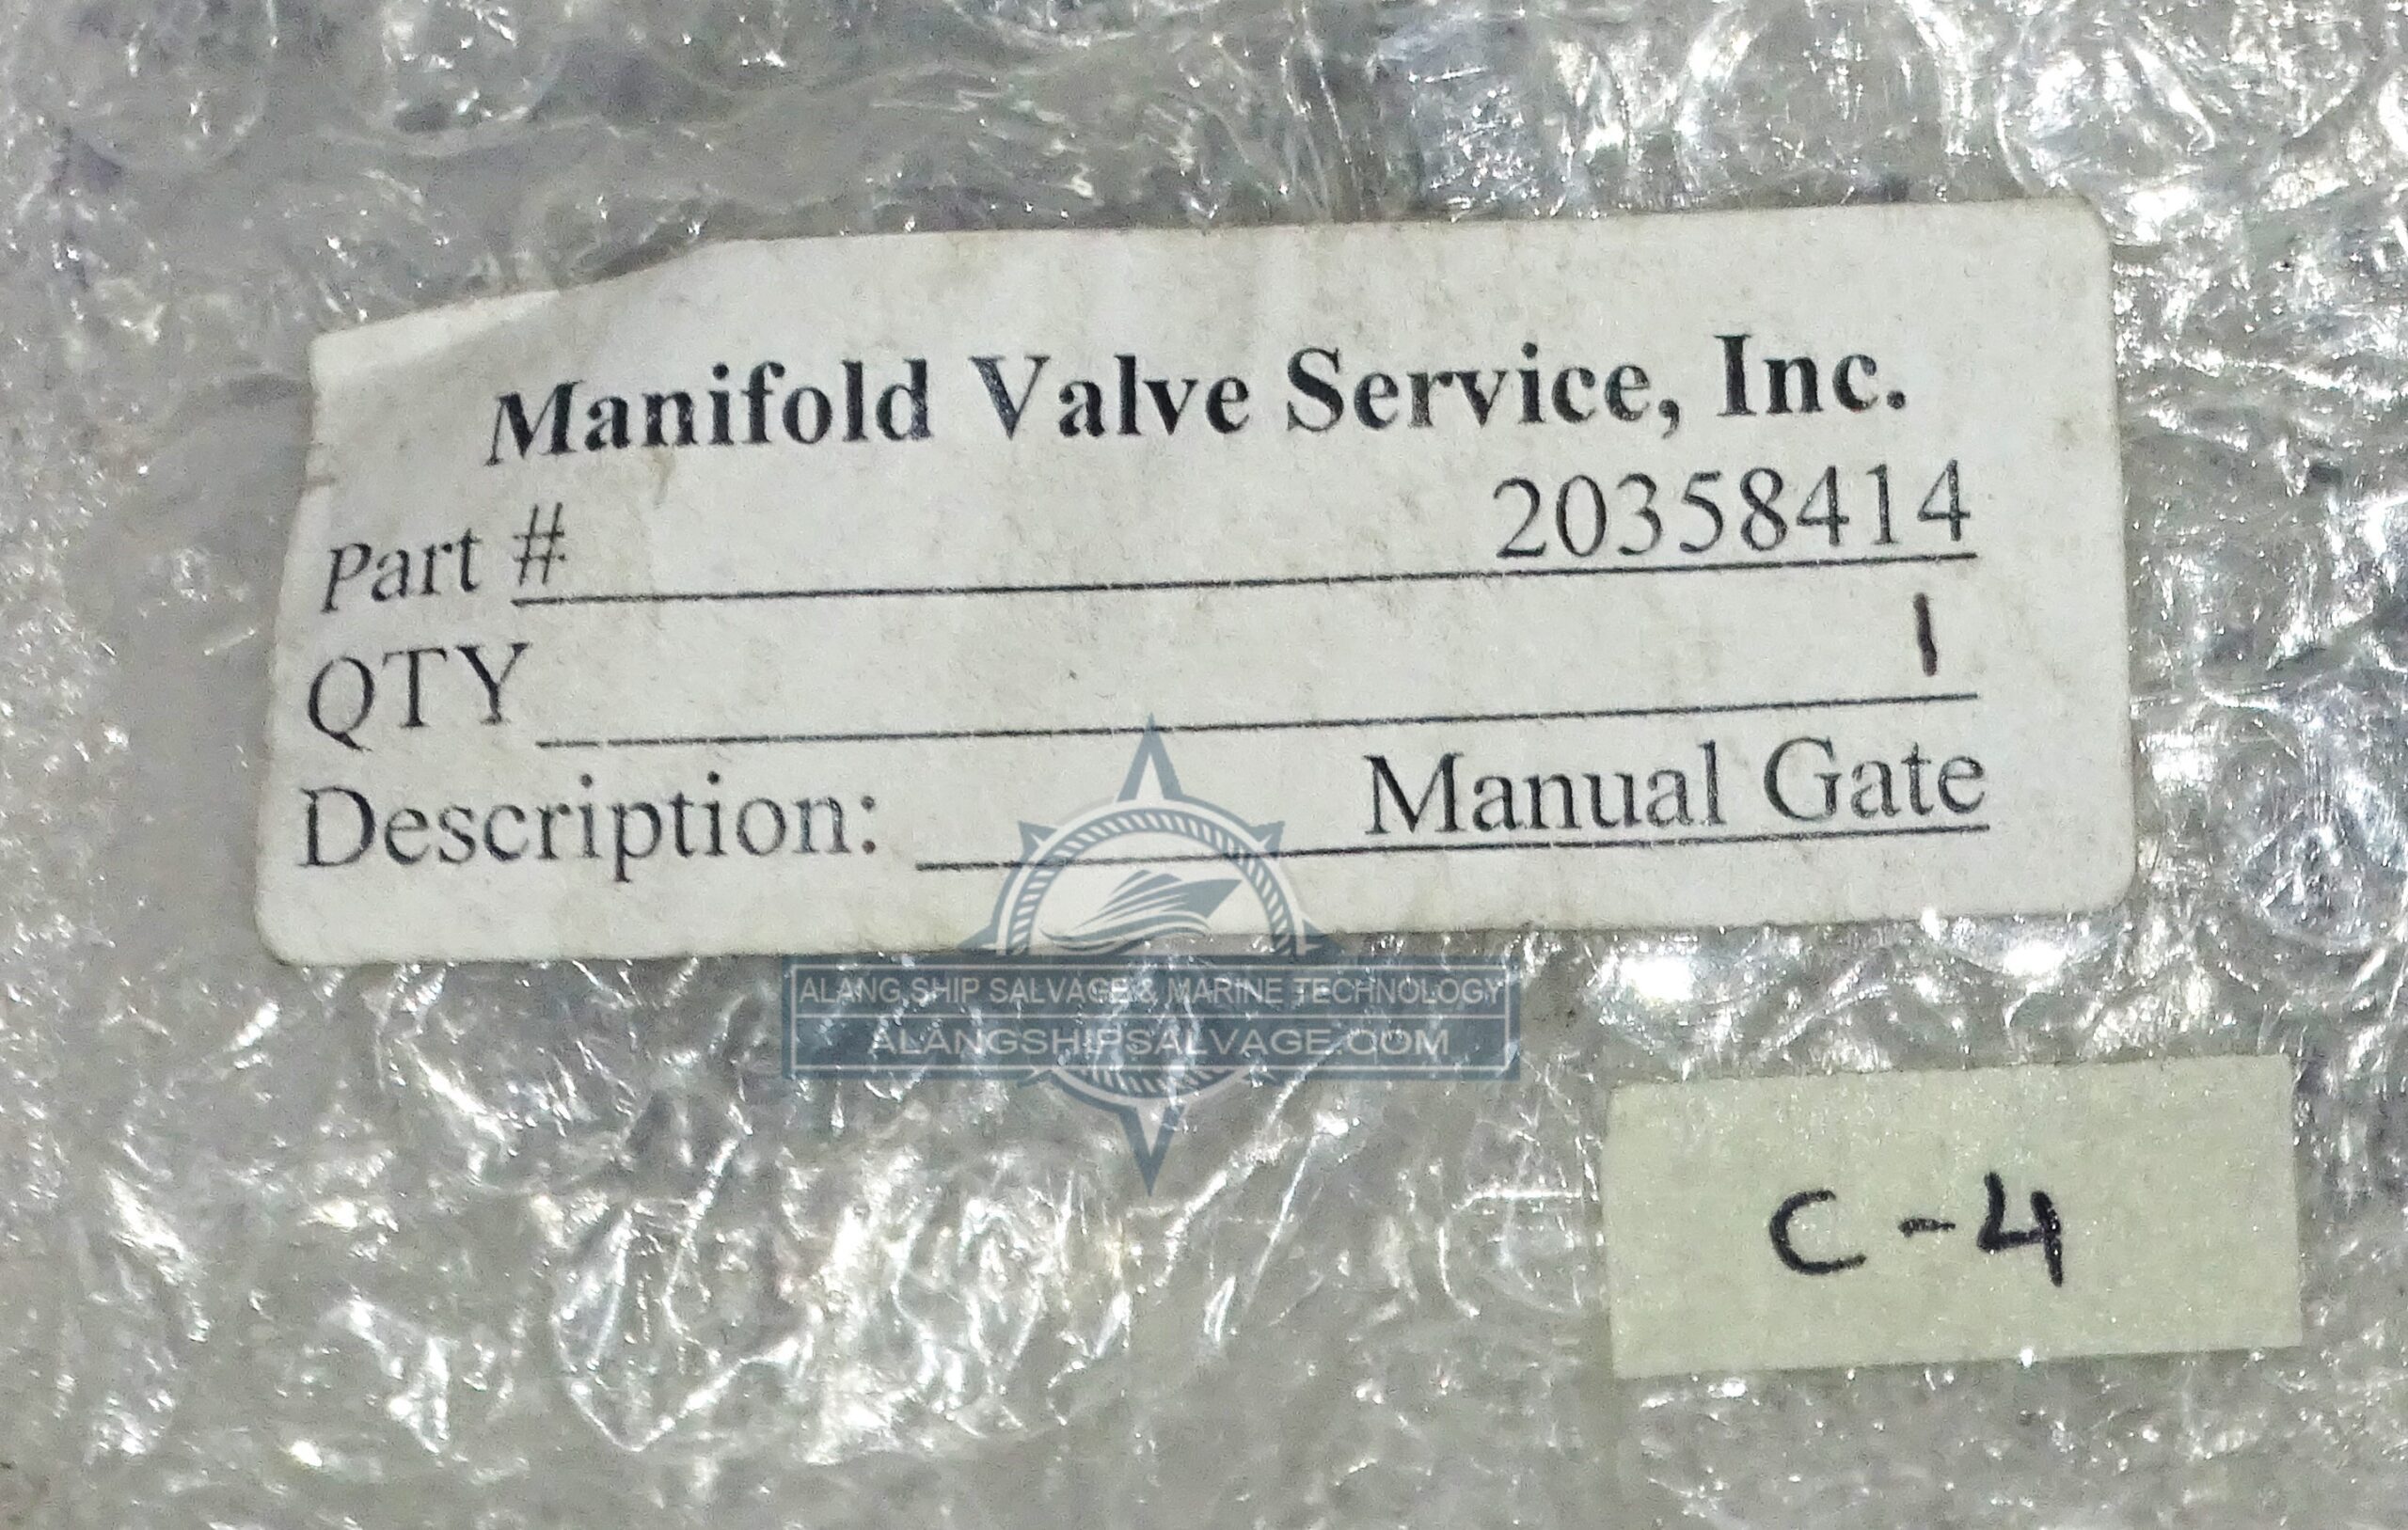 Manifold Valve Service, Inc.
Part # 20358414
QTY 1
Description: Manual Gate
ALANG SHIP SALVAGE & MARINE TECHNOLOGY
ALANGSHIPSALVAGE.COM
C-4